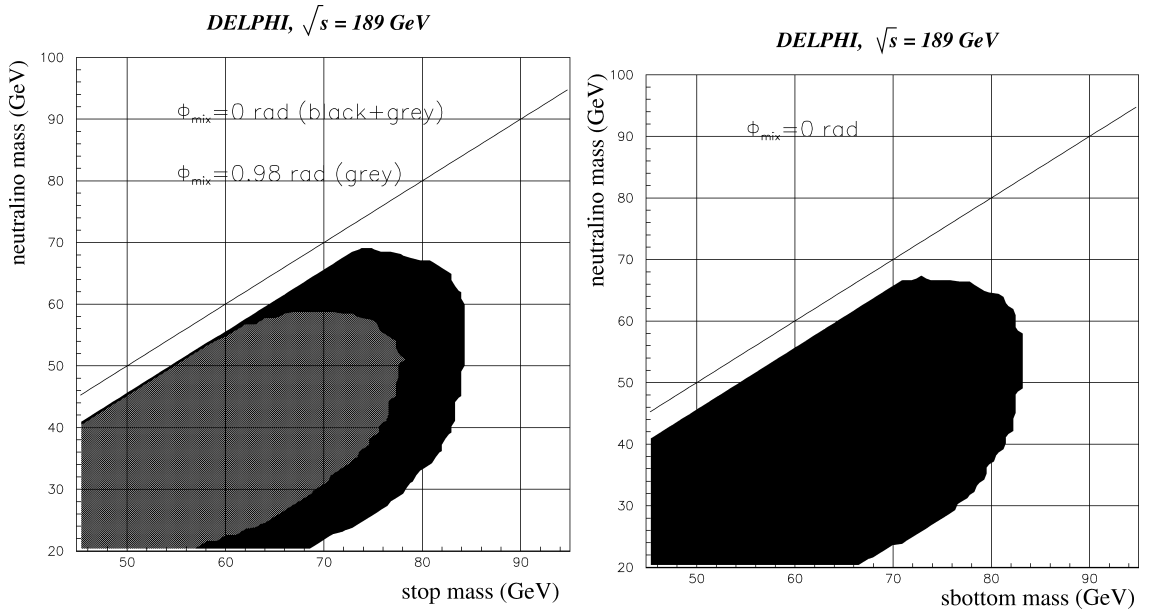 DELPHI, √s = 189 GeV
neutralino mass (GeV)
100
90
80
70
60
50
40
30
20
Φmix=0 rad (black+grey)
Φmix=0.98 rad (grey)
50 60 70 80 90
stop mass (GeV)
DELPHI, √s = 189 GeV
neutralino mass (GeV)
100
90
80
70
60
50
40
30
20
Φmix=0 rad
50 60 70 80 90
sbottom mass (GeV)